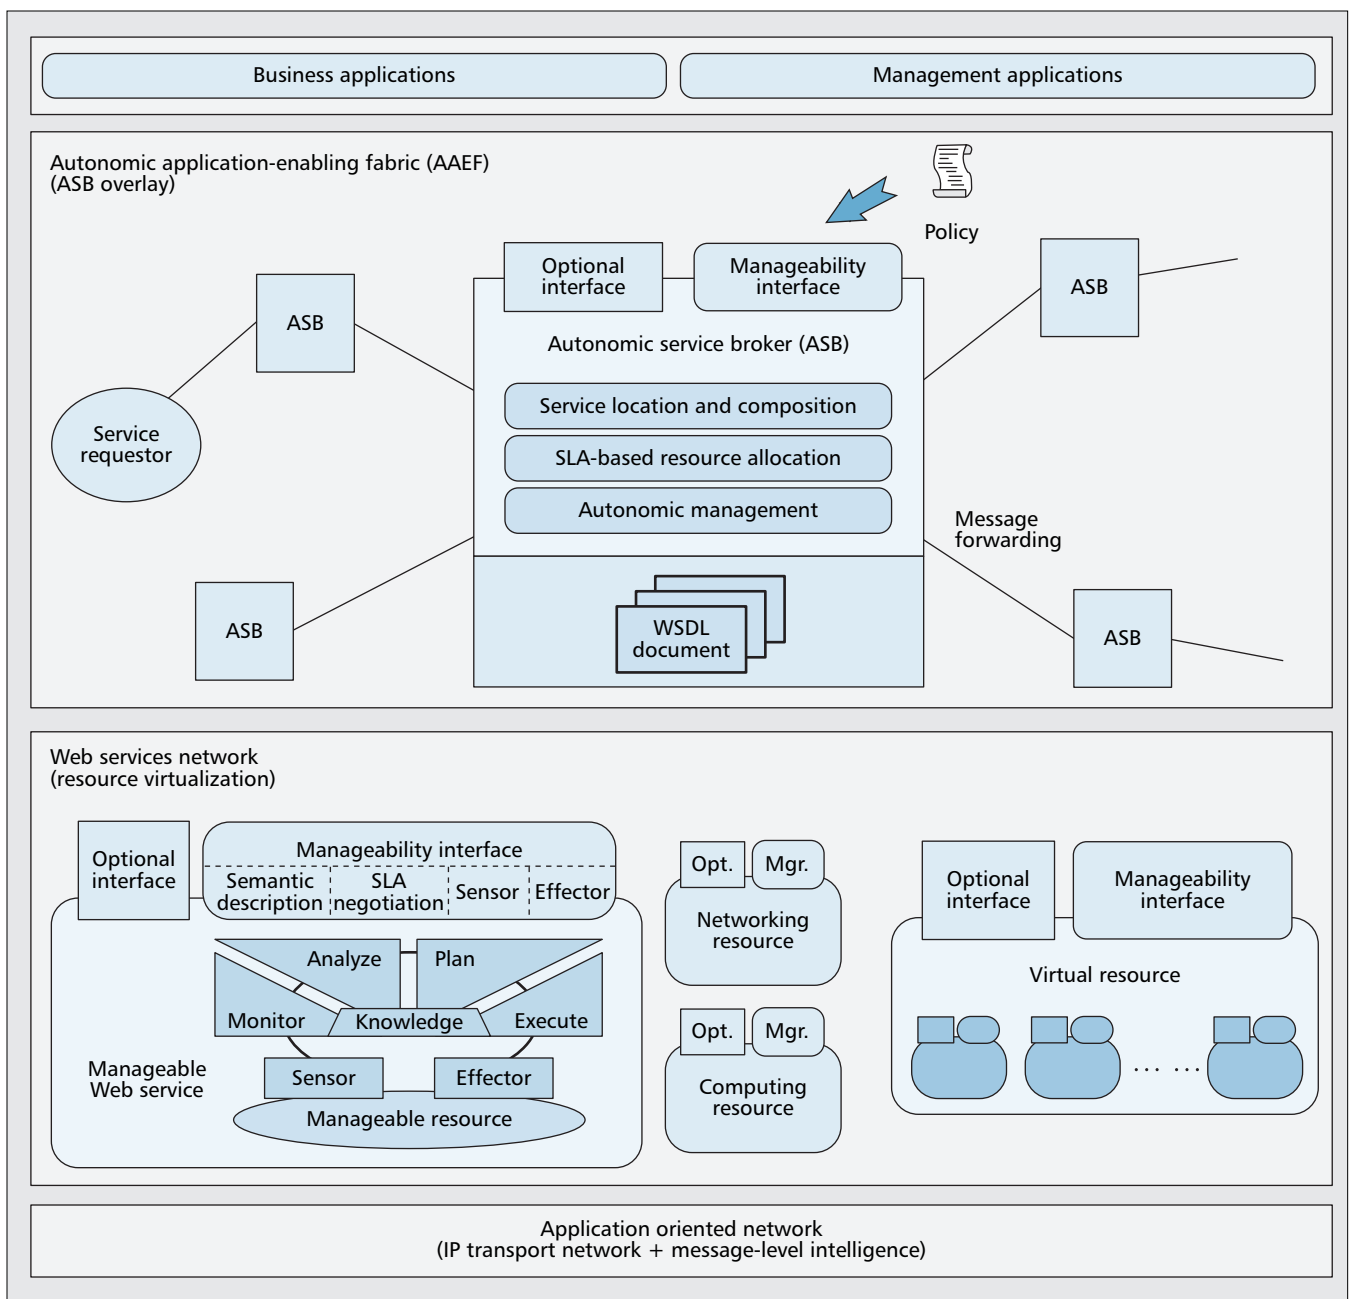 Business applications
Management applications
Autonomic application-enabling fabric (AAEF)
(ASB overlay)
Policy
Optional
interface
Manageability
interface
ASB
ASB
Autonomic service broker (ASB)
Service location and composition
SLA-based resource allocation
Autonomic management
Service
requestor
Message
forwarding
ASB
WSDL
document
ASB
Web services network
(resource virtualization)
Optional
interface
Manageability interface
Semantic
description
SLA
negotiation
Sensor
Effector
Analyze
Plan
Monitor
Knowledge
Execute
Manageable
Web service
Sensor
Effector
Manageable resource
Opt.
Mgr.
Networking
resource
Opt.
Mgr.
Computing
resource
Optional
interface
Manageability
interface
Virtual resource
... ...
Application oriented network
(IP transport network + message-level intelligence)